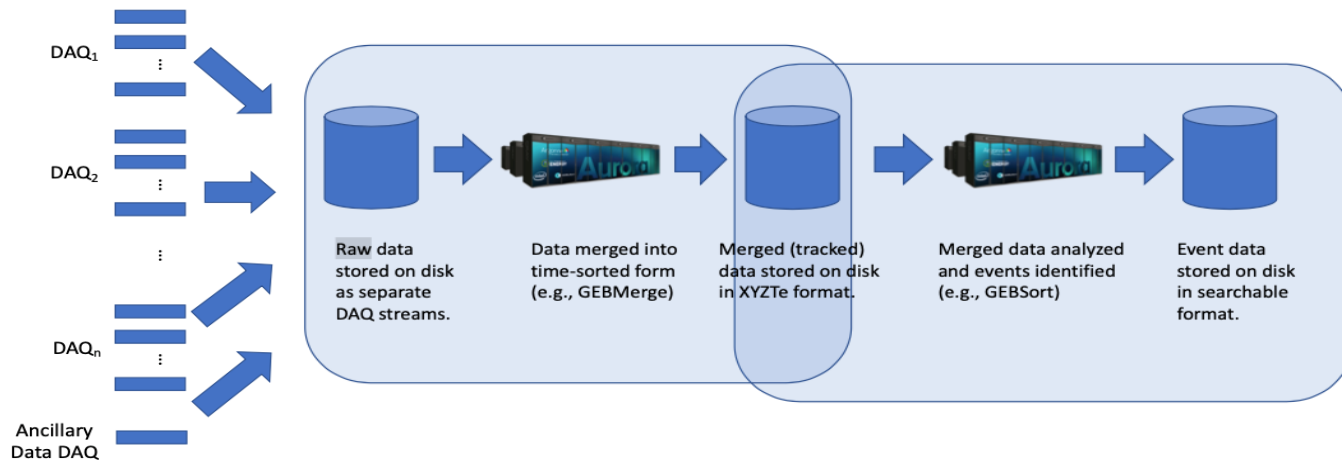 DAQ1
⋮
DAQ2
⋮
⋮
DAQn
⋮
Ancillary
Data DAQ
Raw data
stored on disk
as separate
DAQ streams.
Aurora
Data merged into
time-sorted form
(e.g., GEBMerge)
Merged (tracked)
data stored on disk
in XYZTe format.
Aurora
Merged data analyzed
and events identified
(e.g., GEBSort)
Event data
stored on disk
in searchable
format.